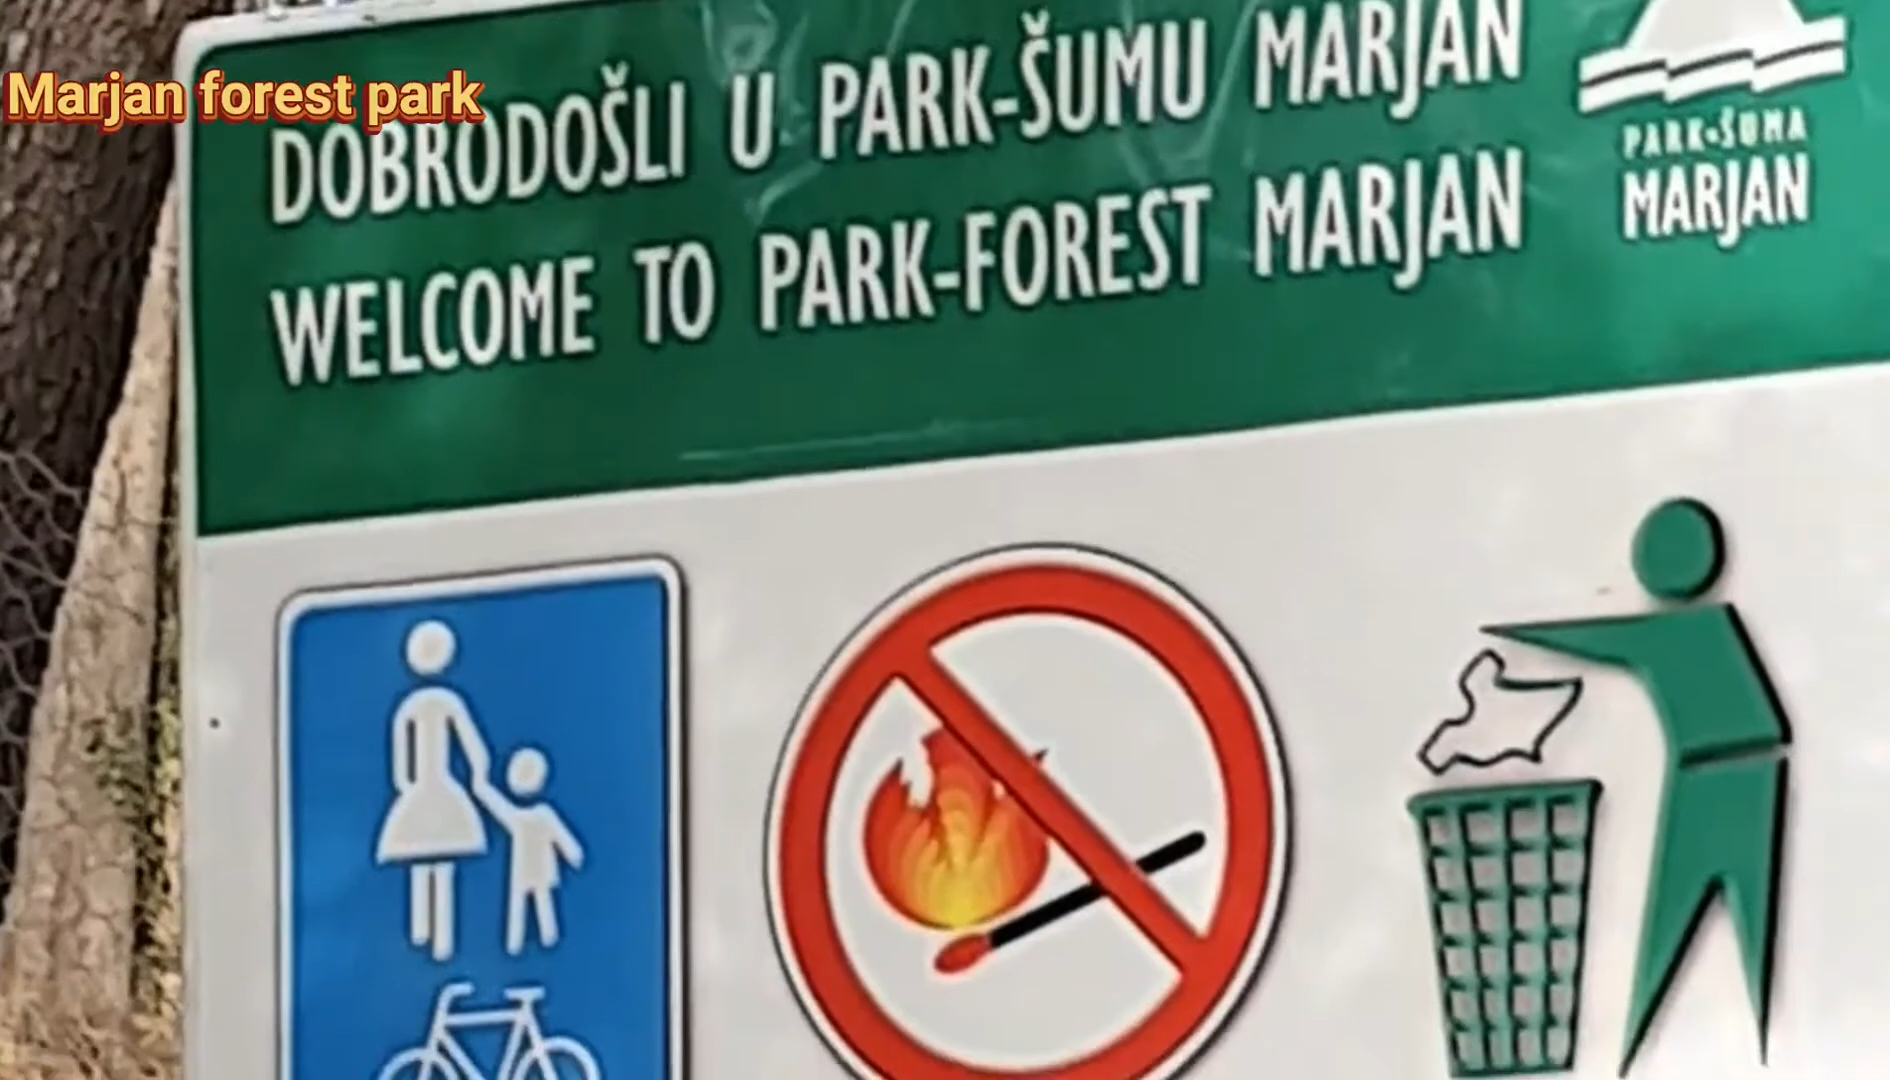 Marjan forest park
DOBRODOŠLI U PARK-ŠUMU MARJAN
WELCOME TO PARK-FOREST MARJAN
PARK-ŠUMA
MARJAN